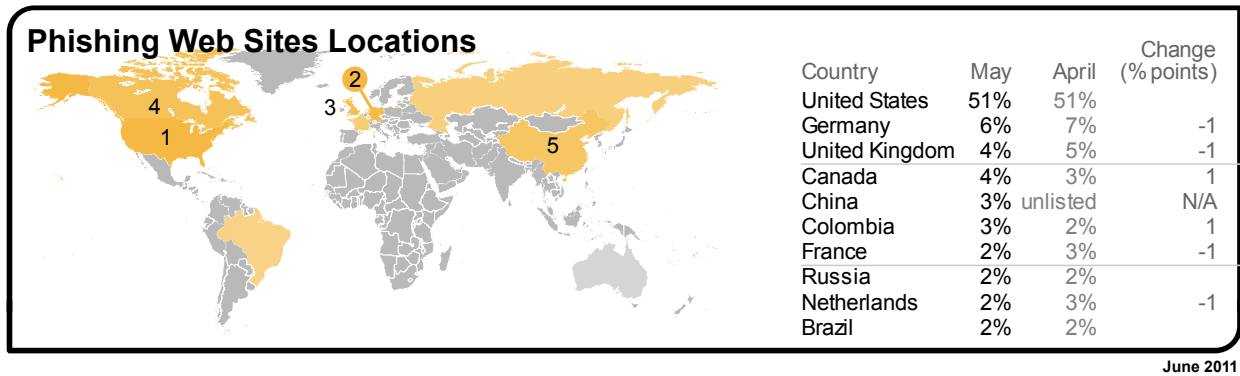 Phishing Web Sites Locations
4
1
2
3
5
Change
Country May April (% points)
United States 51% 51%
Germany 6% 7% -1
United Kingdom 4% 5% -1
Canada 4% 3% 1
China 3% unlisted N/A
Colombia 3% 2% 1
France 2% 3% -1
Russia 2% 2%
Netherlands 2% 3% -1
Brazil 2% 2%
June 2011